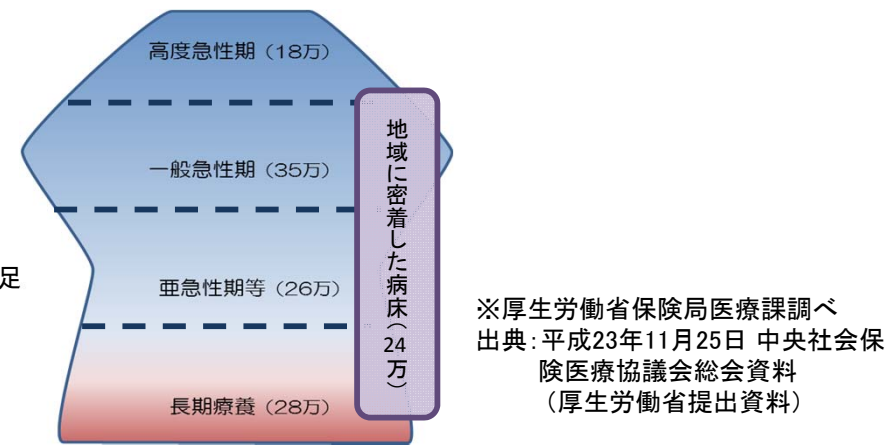 高度急性期（18万）
一般急性期（35万）
亜急性期等（26万）
長期療養（28万）
地域に密着した病床（24万）
足
※厚生労働省保険局医療課調べ
出典：平成23年11月25日 中央社会保
険医療協議会総会資料
（厚生労働省提出資料）